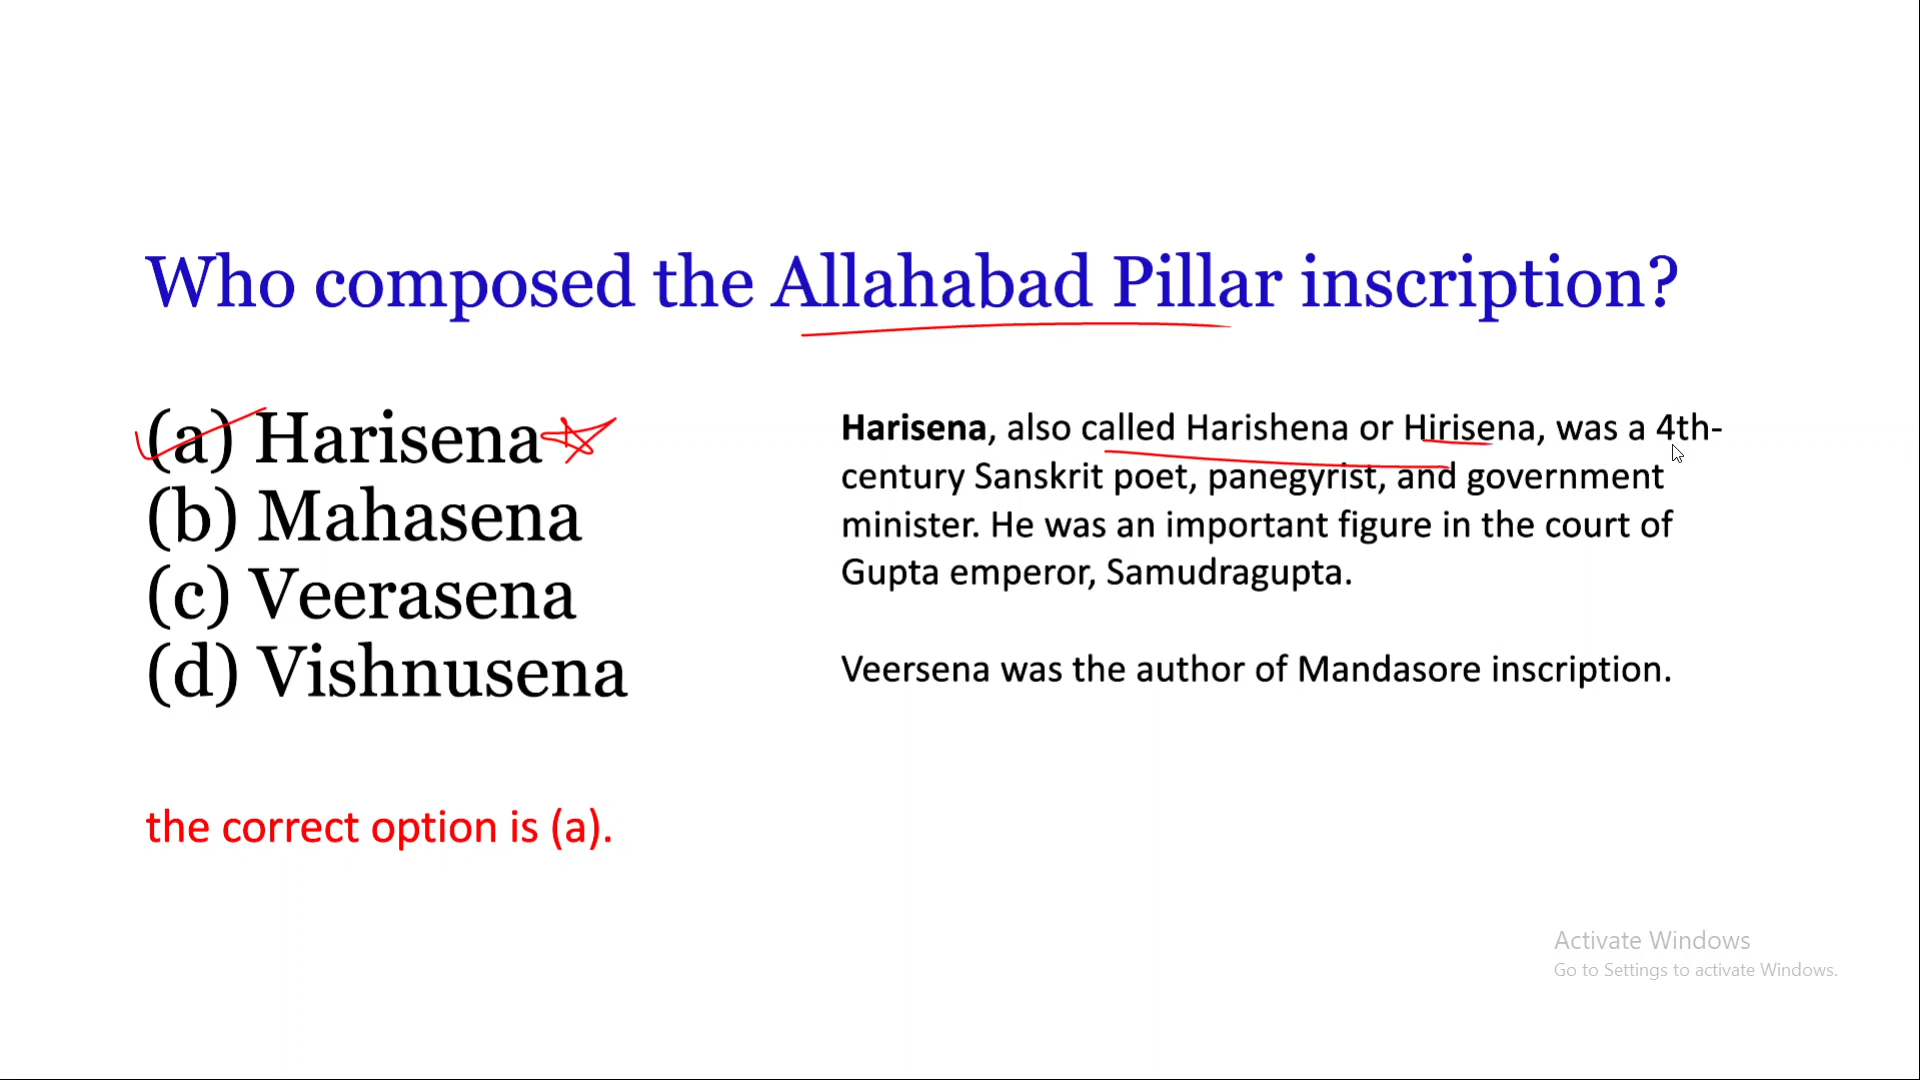 Who composed the Allahabad Pillar inscription?
(a) Harisena
(b) Mahasena
(c) Veerasena
(d) Vishnusena
the correct option is (a).
Harisena, also called Harishena or Hirisena, was a 4th-
century Sanskrit poet, panegyrist, and government
minister. He was an important figure in the court of
Gupta emperor, Samudragupta.
Veersena was the author of Mandasore inscription.
Activate Windows
Go to Settings to activate Windows.